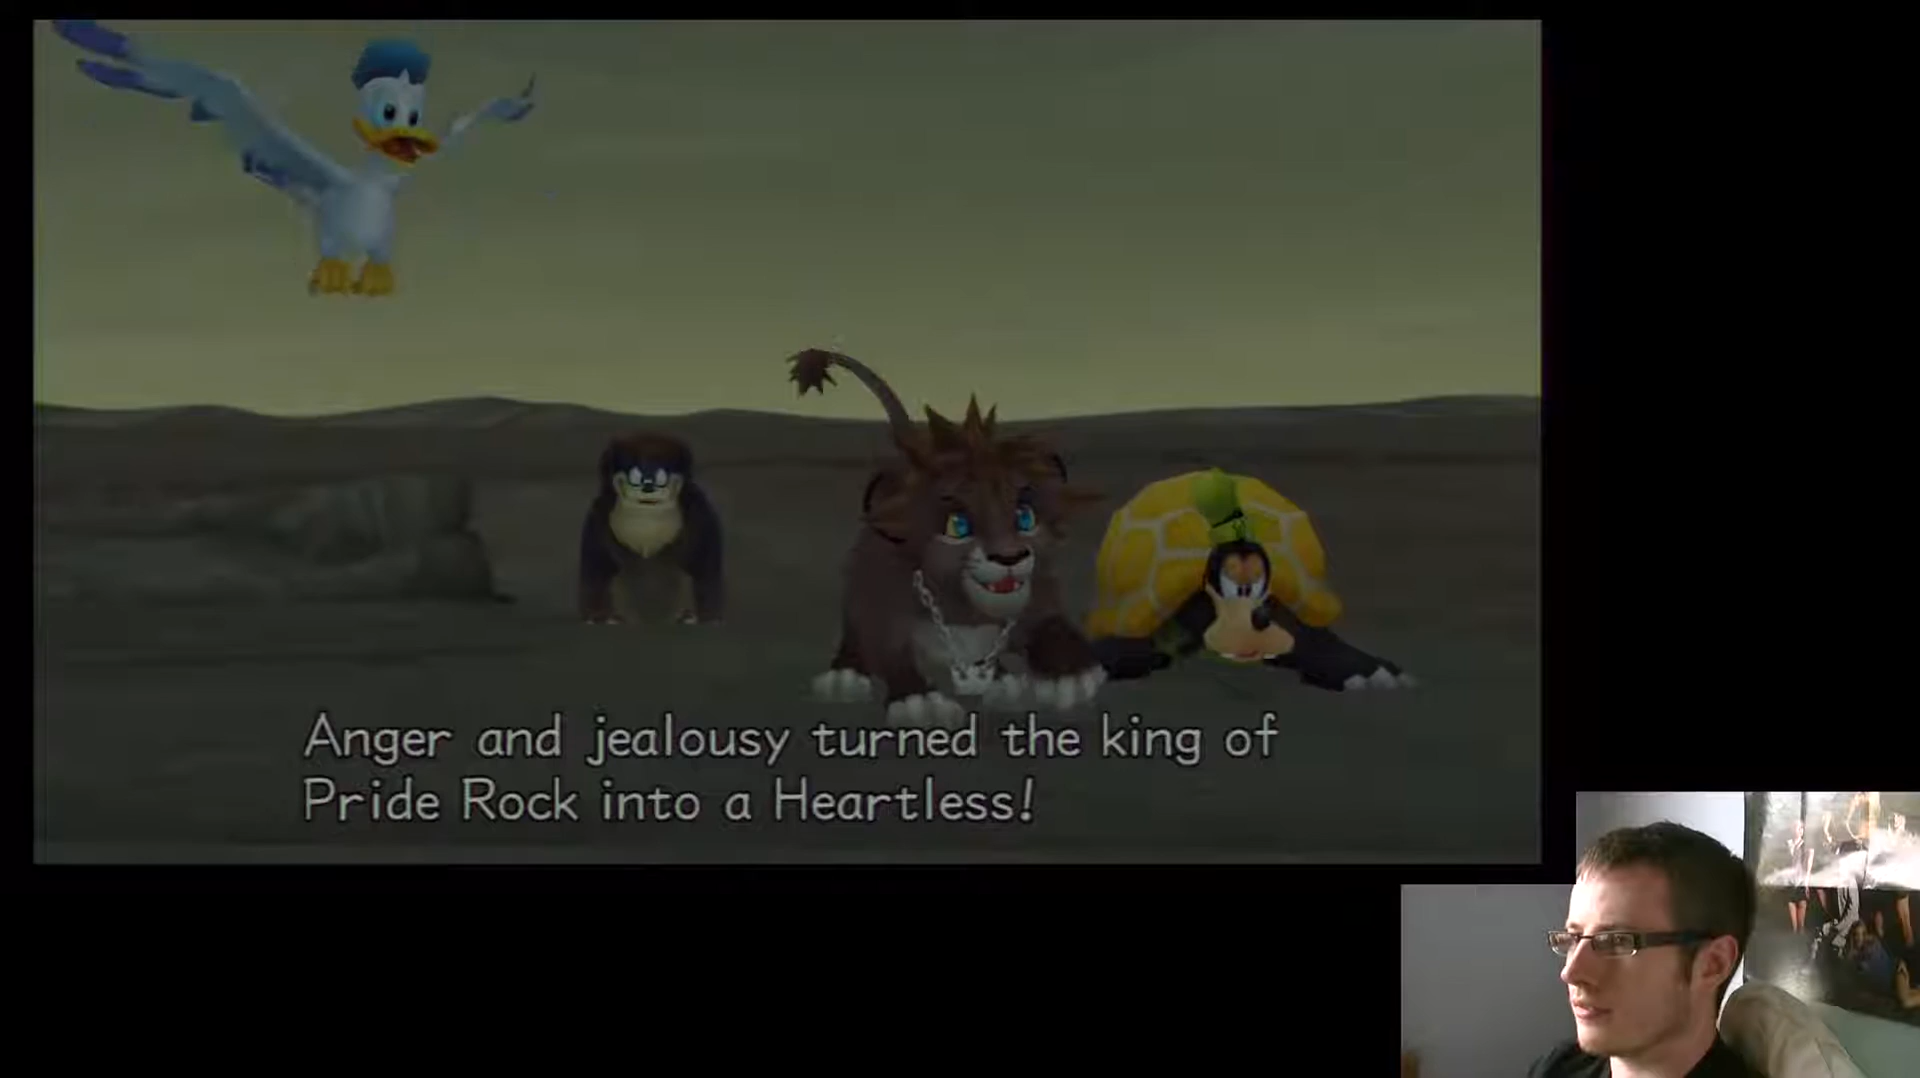 Anger and jealousy turned the king of
Pride Rock into a Heartless!